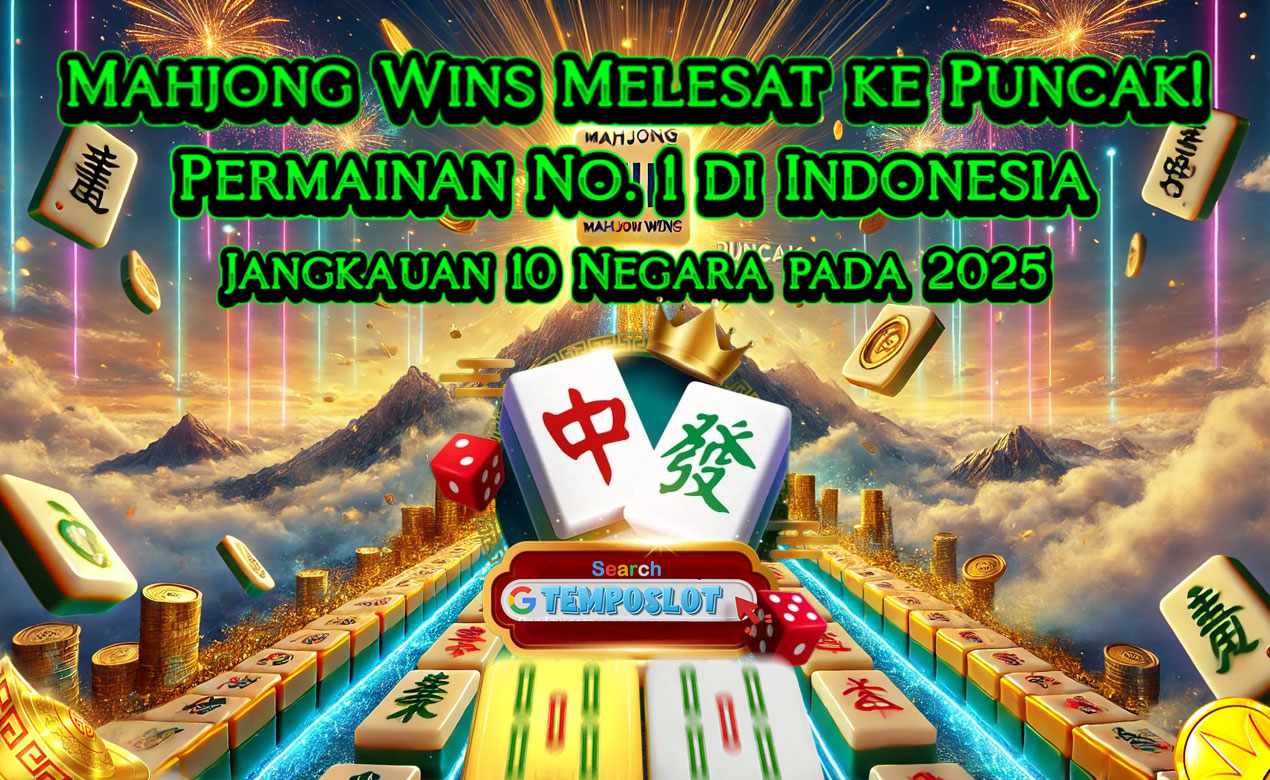 Mahjong Wins Melesat ke Puncak!
MAHJONG
Permainan No. 1 di Indonesia
PUNCAK
Jangkauan 10 Negara pada 2025
中
發
Search
G TEMPOSLOT